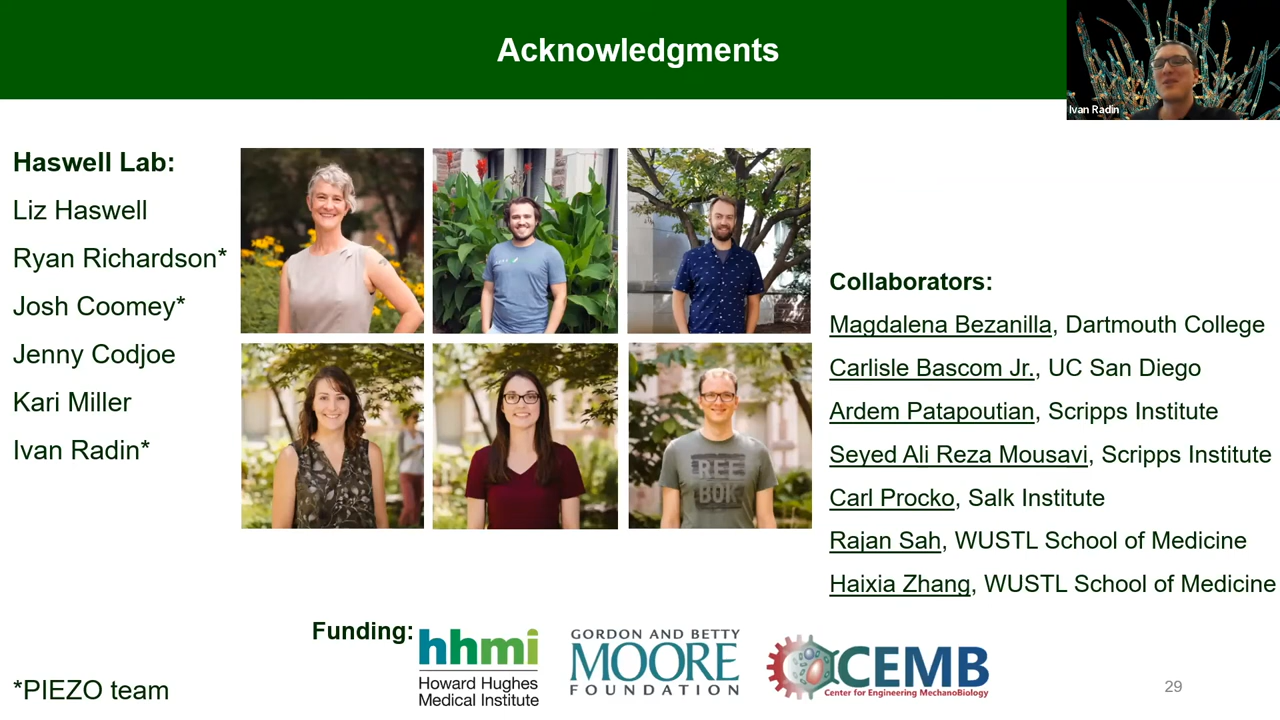 Acknowledgments
Ivan Radin
Haswell Lab:
Liz Haswell
Ryan Richardson*
Josh Coomey*
Jenny Codjoe
Kari Miller
Ivan Radin*
REE
BOK
Collaborators:
Magdalena Bezanilla, Dartmouth College
Carlisle Bascom Jr., UC San Diego
Ardem Patapoutian, Scripps Institute
Seyed Ali Reza Mousavi, Scripps Institute
Carl Procko, Salk Institute
Rajan Sah, WUSTL School of Medicine
Haixia Zhang, WUSTL School of Medicine
Funding:
hhmi
Howard Hughes
Medical Institute
GORDON AND BETTY
MOORE
FOUNDATION
CEMB
Center for Engineering MechanoBiology
*PIEZO team
29